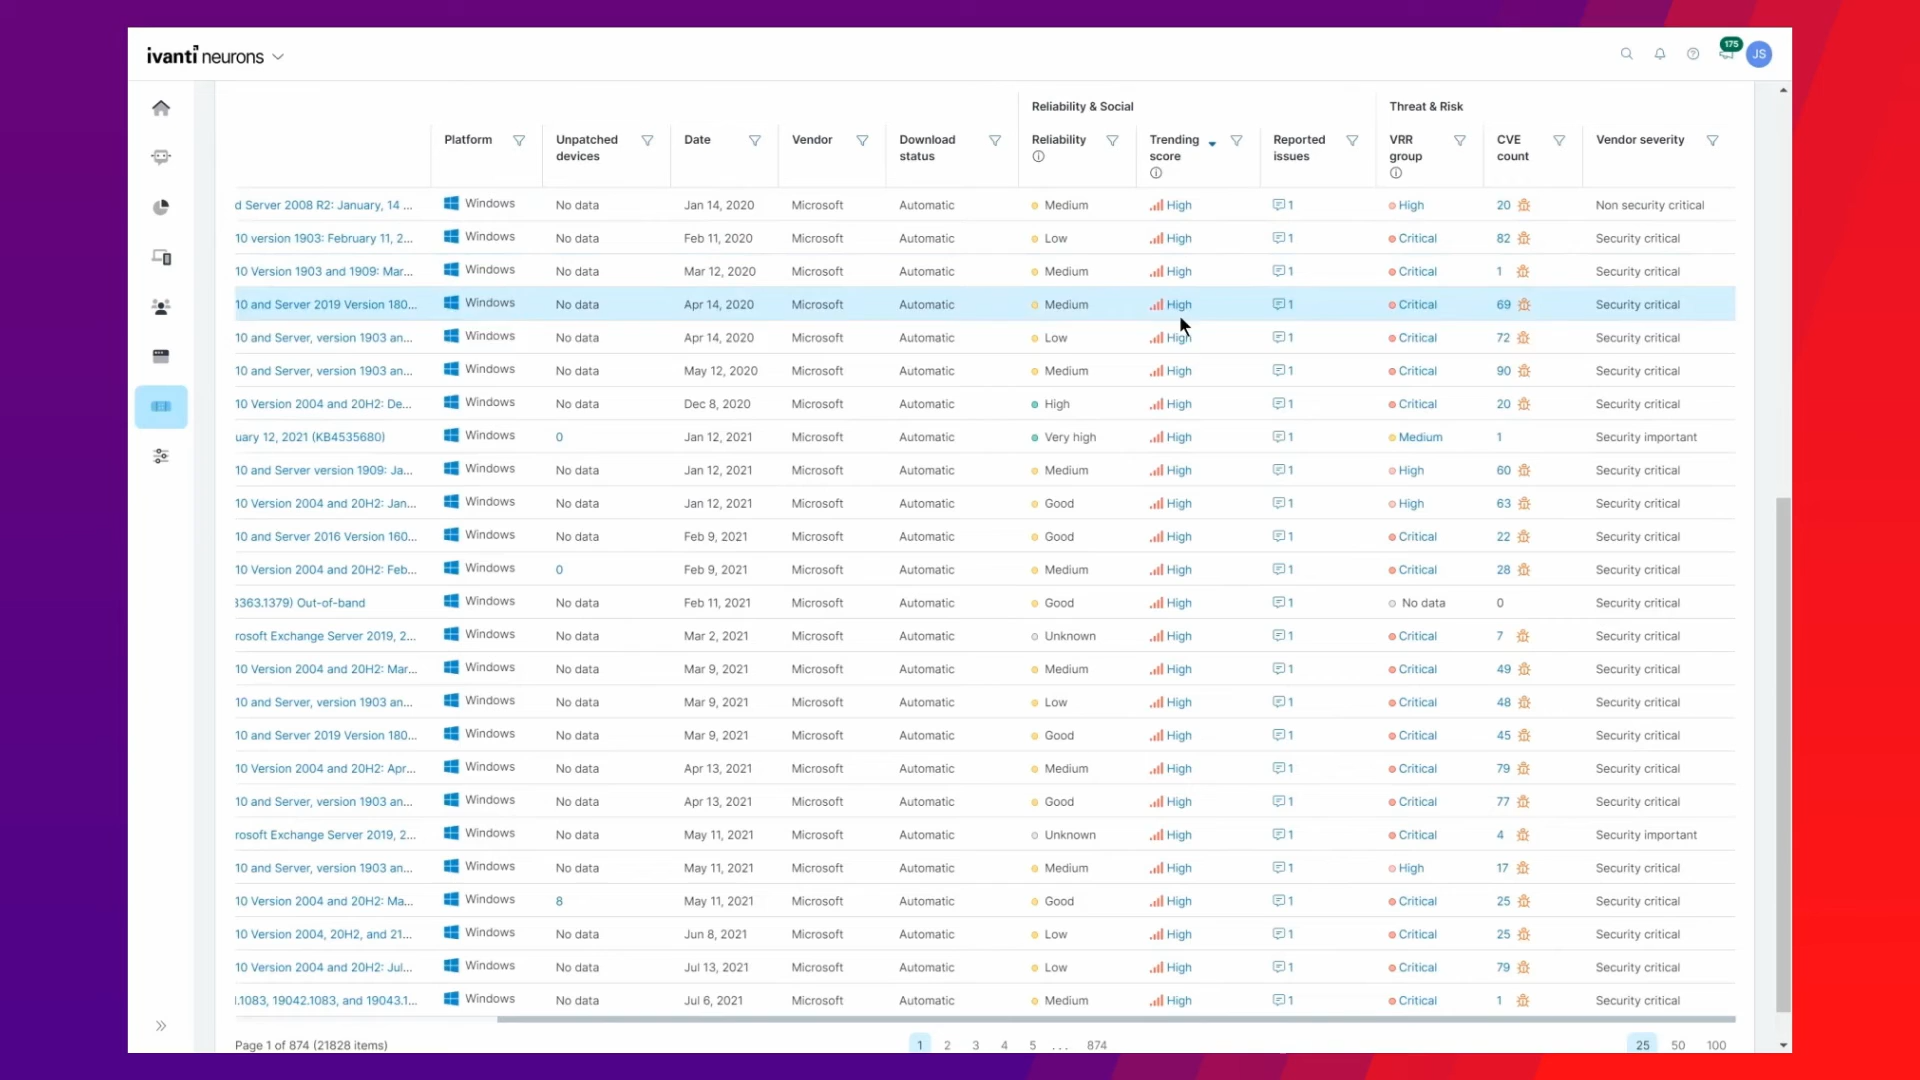 ivanti neurons
175
JS
Reliability & Social
Threat & Risk
Platform
Unpatched devices
Date
Vendor
Download status
Reliability
Trending score
Reported issues
VRR group
CVE count
Vendor severity
d Server 2008 R2: January, 14 ... Windows No data Jan 14, 2020 Microsoft Automatic Medium High 1 High 20 Non security critical
10 version 1903: February 11, 2... Windows No data Feb 11, 2020 Microsoft Automatic Low High 1 Critical 82 Security critical
10 Version 1903 and 1909: Mar... Windows No data Mar 12, 2020 Microsoft Automatic Medium High 1 Critical 1 Security critical
10 and Server 2019 Version 180... Windows No data Apr 14, 2020 Microsoft Automatic Medium High 1 Critical 69 Security critical
10 and Server, version 1903 an... Windows No data Apr 14, 2020 Microsoft Automatic Low High 1 Critical 72 Security critical
10 and Server, version 1903 an... Windows No data May 12, 2020 Microsoft Automatic Medium High 1 Critical 90 Security critical
10 Version 2004 and 20H2: De... Windows No data Dec 8, 2020 Microsoft Automatic High High 1 Critical 20 Security critical
uary 12, 2021 (KB4535680) Windows 0 Jan 12, 2021 Microsoft Automatic Very high High 1 Medium 1 Security important
10 and Server version 1909: Ja... Windows No data Jan 12, 2021 Microsoft Automatic Medium High 1 High 60 Security critical
10 Version 2004 and 20H2: Jan... Windows No data Jan 12, 2021 Microsoft Automatic Good High 1 High 63 Security critical
10 and Server 2016 Version 160... Windows No data Feb 9, 2021 Microsoft Automatic Good High 1 Critical 22 Security critical
10 Version 2004 and 20H2: Feb... Windows 0 Feb 9, 2021 Microsoft Automatic Medium High 1 Critical 28 Security critical
3363.1379) Out-of-band Windows No data Feb 11, 2021 Microsoft Automatic Good High 1 No data 0 Security critical
rosoft Exchange Server 2019, 2... Windows No data Mar 2, 2021 Microsoft Automatic Unknown High 1 Critical 7 Security critical
10 Version 2004 and 20H2: Mar... Windows No data Mar 9, 2021 Microsoft Automatic Medium High 1 Critical 49 Security critical
10 and Server, version 1903 an... Windows No data Mar 9, 2021 Microsoft Automatic Low High 1 Critical 48 Security critical
10 and Server 2019 Version 180... Windows No data Mar 9, 2021 Microsoft Automatic Good High 1 Critical 45 Security critical
10 Version 2004 and 20H2: Apr... Windows No data Apr 13, 2021 Microsoft Automatic Medium High 1 Critical 79 Security critical
10 and Server, version 1903 an... Windows No data Apr 13, 2021 Microsoft Automatic Good High 1 Critical 77 Security critical
rosoft Exchange Server 2019, 2... Windows No data May 11, 2021 Microsoft Automatic Unknown High 1 Critical 4 Security important
10 and Server, version 1903 an... Windows No data May 11, 2021 Microsoft Automatic Medium High 1 High 17 Security critical
10 Version 2004 and 20H2: Ma... Windows 8 May 11, 2021 Microsoft Automatic Good High 1 Critical 25 Security critical
10 Version 2004, 20H2, and 21... Windows No data Jun 8, 2021 Microsoft Automatic Low High 1 Critical 25 Security critical
10 Version 2004 and 20H2: Jul... Windows No data Jul 13, 2021 Microsoft Automatic Low High 1 Critical 79 Security critical
.1083, 19042.1083, and 19043.1... Windows No data Jul 6, 2021 Microsoft Automatic Medium High 1 Critical 1 Security critical
Page 1 of 874 (21828 items) 1 2 3 4 5 ... 874 25 50 100